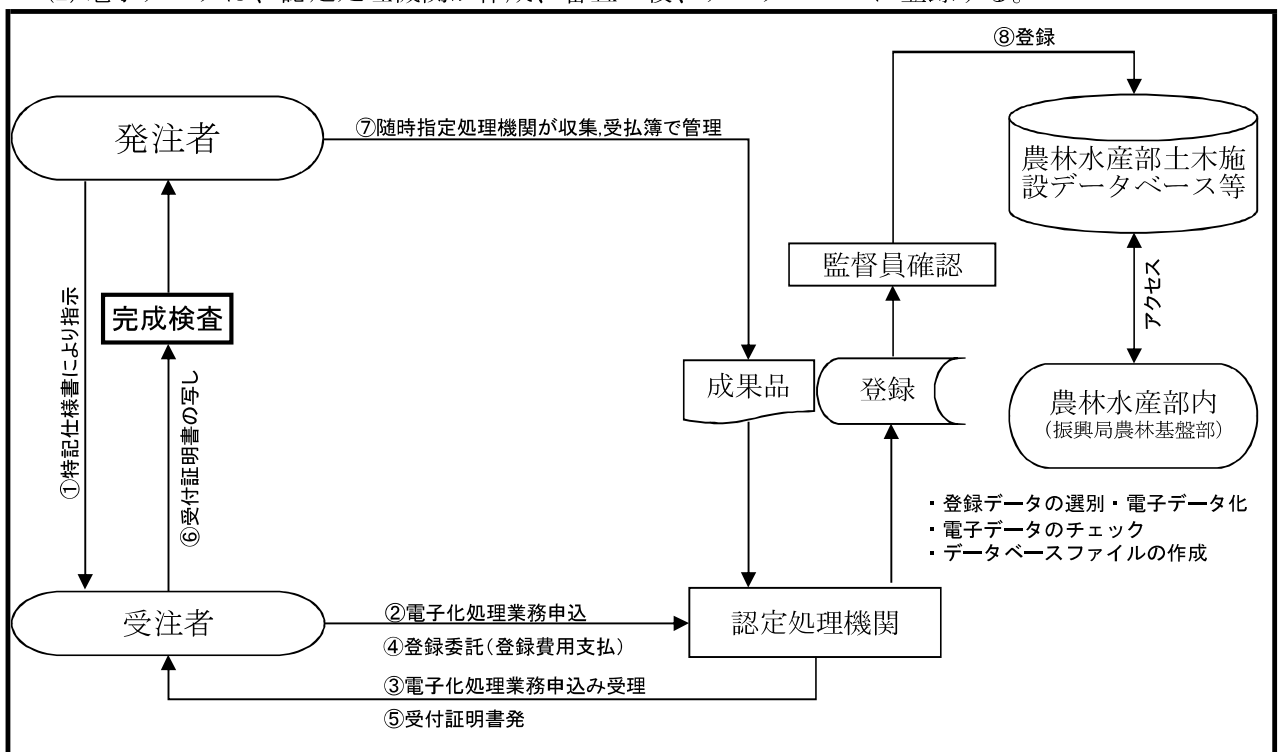 ⑧登録
発注者
⑦随時指定処理機関が収集,受払簿で管理
農林水産部土木施
設データベース等
監督員確認
①特記仕様書により指示
完成検査
アクセス
⑥受付証明書の写し
成果品
登録
農林水産部内
(振興局農林基盤部)
・登録データの選別・電子データ化
・電子データのチェック
・データベースファイルの作成
受注者
②電子化処理業務申込
④登録委託(登録費用支払)
認定処理機関
③電子化処理業務申込み受理
⑤受付証明書発